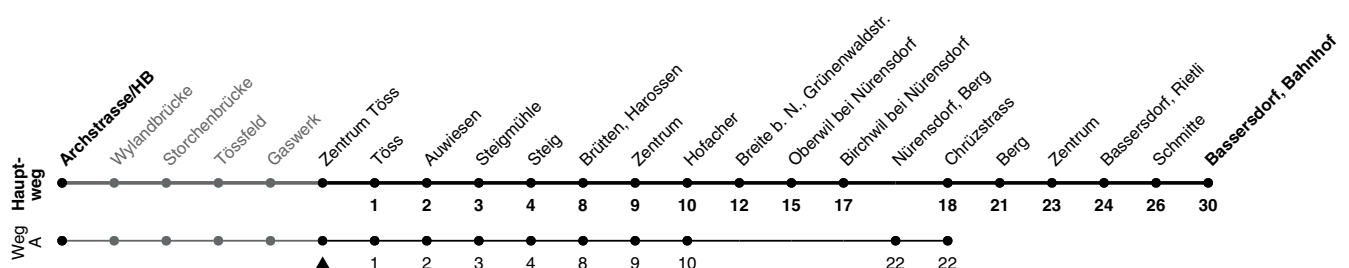 Archstrasse/HB
Wylandbrücke
Storchenbrücke
Tössfeld
Gaswerk
Zentrum Töss
Töss
Auwiesen
Steigmühle
Steig
Brütten, Harossen
Zentrum
Hofacher
Breite b. N., Grünenwaldstr.
Oberwil bei Nürensdorf
Birchwil bei Nürensdorf
Nürensdorf, Berg
Chrüzstrass
Berg
Zentrum
Bassersdorf, Rietli
Schmitte
Bassersdorf, Bahnhof
Haupt-
weg
1 2 3 4 8 9 10 12 15 17 18 21 23 24 26 30
Weg
A
1 2 3 4 8 9 10 22 22